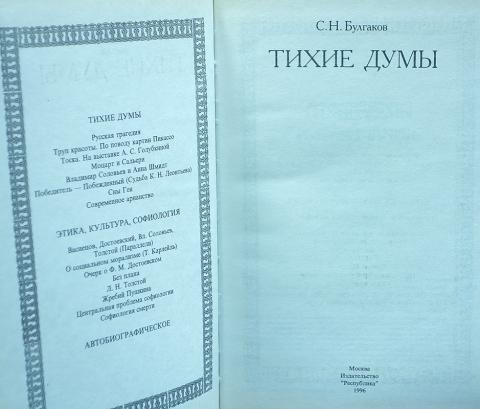 ТИХИЕ ДУМЫ
Русская трагедия
Труп красоты. По поводу картин Пикассо
Тоска. На выставке А. С. Голубкиной
Моцарт и Сальери
Владимир Соловьев и Анна Шмидт
Победитель — Побежденный (Судьба К. Н. Леонтьева)
Сны Геи
Современное арианство
ЭТИКА, КУЛЬТУРА, СОФИОЛОГИЯ
Васнецов, Достоевский, Вл. Соловьев,
Толстой (Параллели)
О социальном морализме (Т. Карлейль)
Очерк о Ф. М. Достоевском
Без плана
Л. Н. Толстой
Жребий Пушкина
Центральная проблема софиологии
Софиология смерти
АВТОБИОГРАФИЧЕСКОЕ
С.Н. Булгаков
ТИХИЕ ДУМЫ
Москва
Издательство
"Республика"
1996